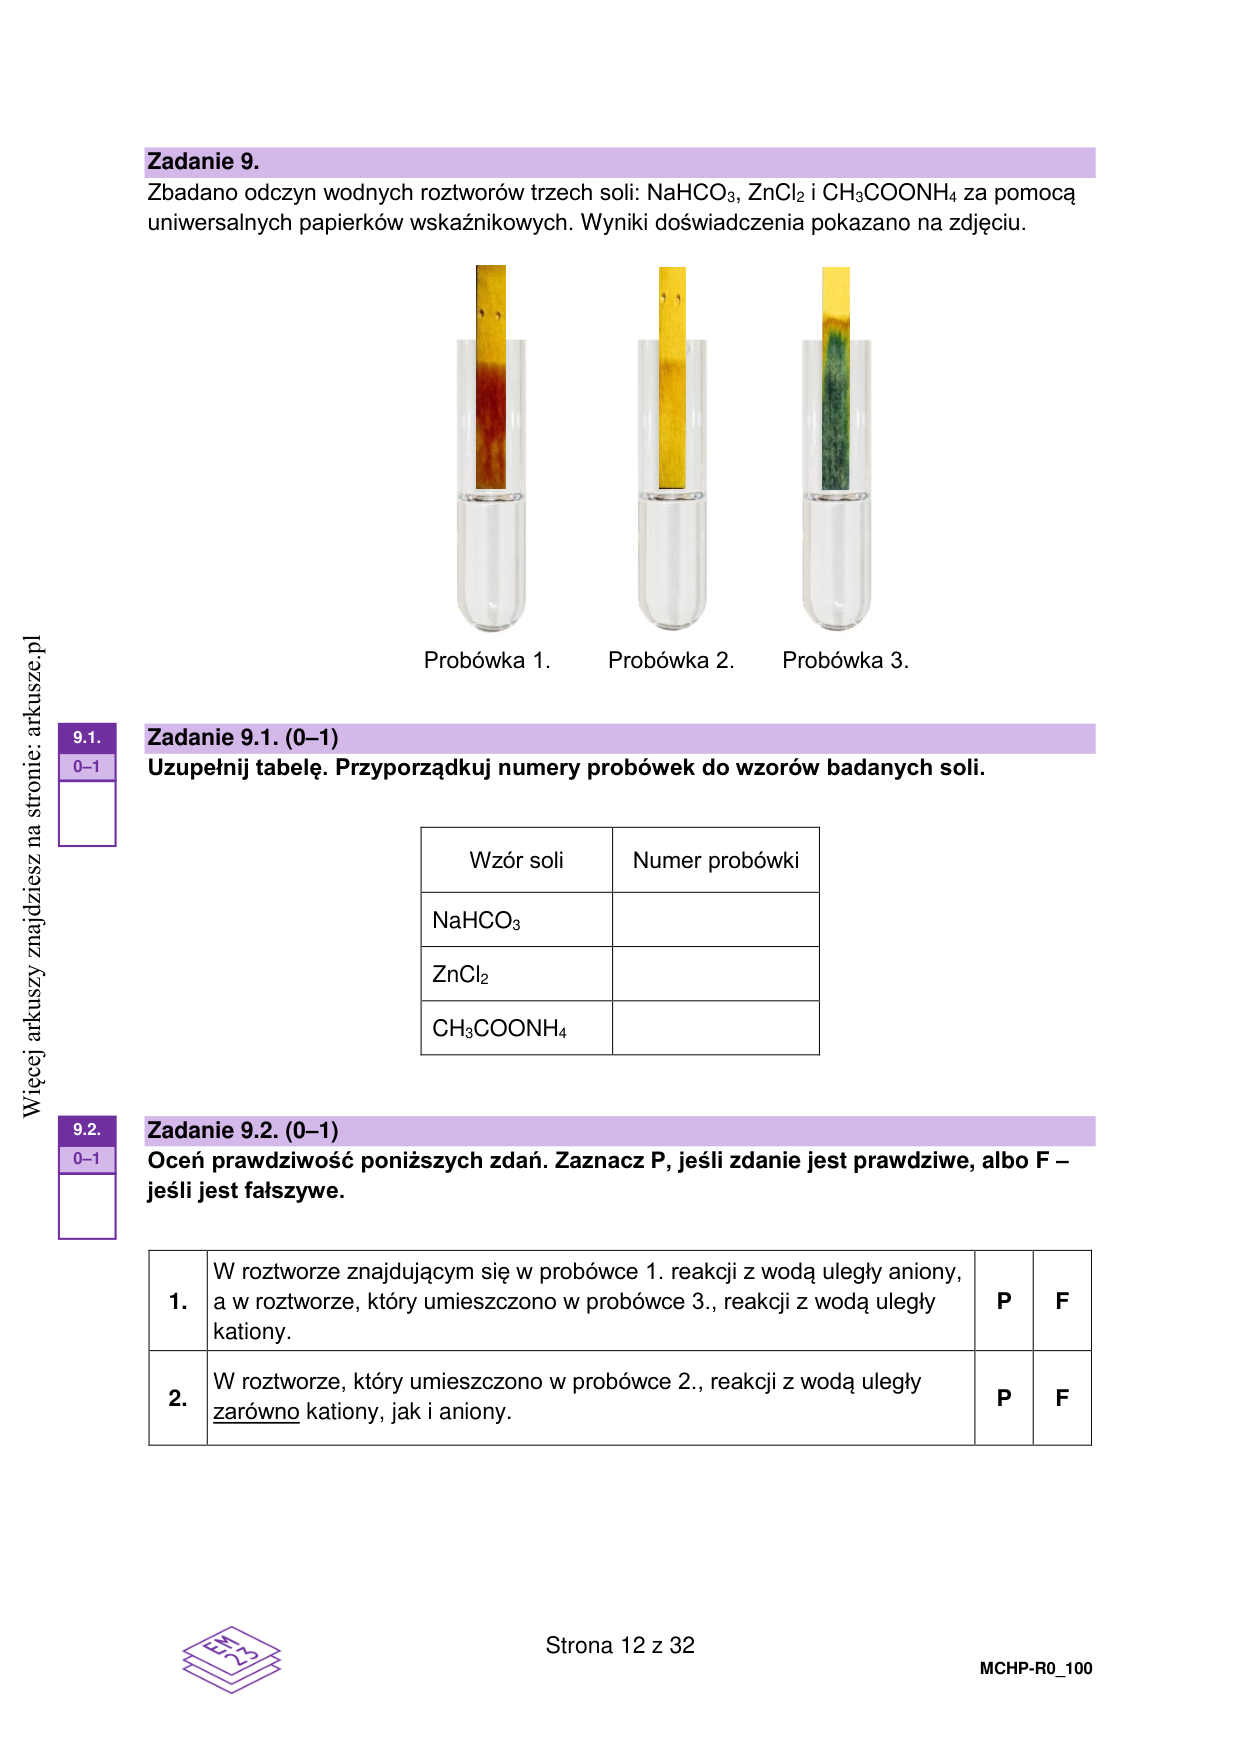 Zadanie 9.
Zbadano odczyn wodnych roztworów trzech soli: NaHCO₃, ZnCl₂ i CH₃COONH₄ za pomocą
uniwersalnych papierków wskaźnikowych. Wyniki doświadczenia pokazano na zdjęciu.
Probówka 1. Probówka 2. Probówka 3.
Więcej arkuszy znajdziesz na stronie: arkusze.pl
9.1.
0–1
Zadanie 9.1. (0–1)
Uzupełnij tabelę. Przyporządkuj numery probówek do wzorów badanych soli.
Wzór soli Numer probówki
NaHCO₃
ZnCl₂
CH₃COONH₄
9.2.
0–1
Zadanie 9.2. (0–1)
Oceń prawdziwość poniższych zdań. Zaznacz P, jeśli zdanie jest prawdziwe, albo F –
jeśli jest fałszywe.
1. W roztworze znajdującym się w probówce 1. reakcji z wodą uległy aniony,
a w roztworze, który umieszczono w probówce 3., reakcji z wodą uległy
kationy. P F
2. W roztworze, który umieszczono w probówce 2., reakcji z wodą uległy
zarówno kationy, jak i aniony. P F
EM
23
Strona 12 z 32
MCHP-R0_100